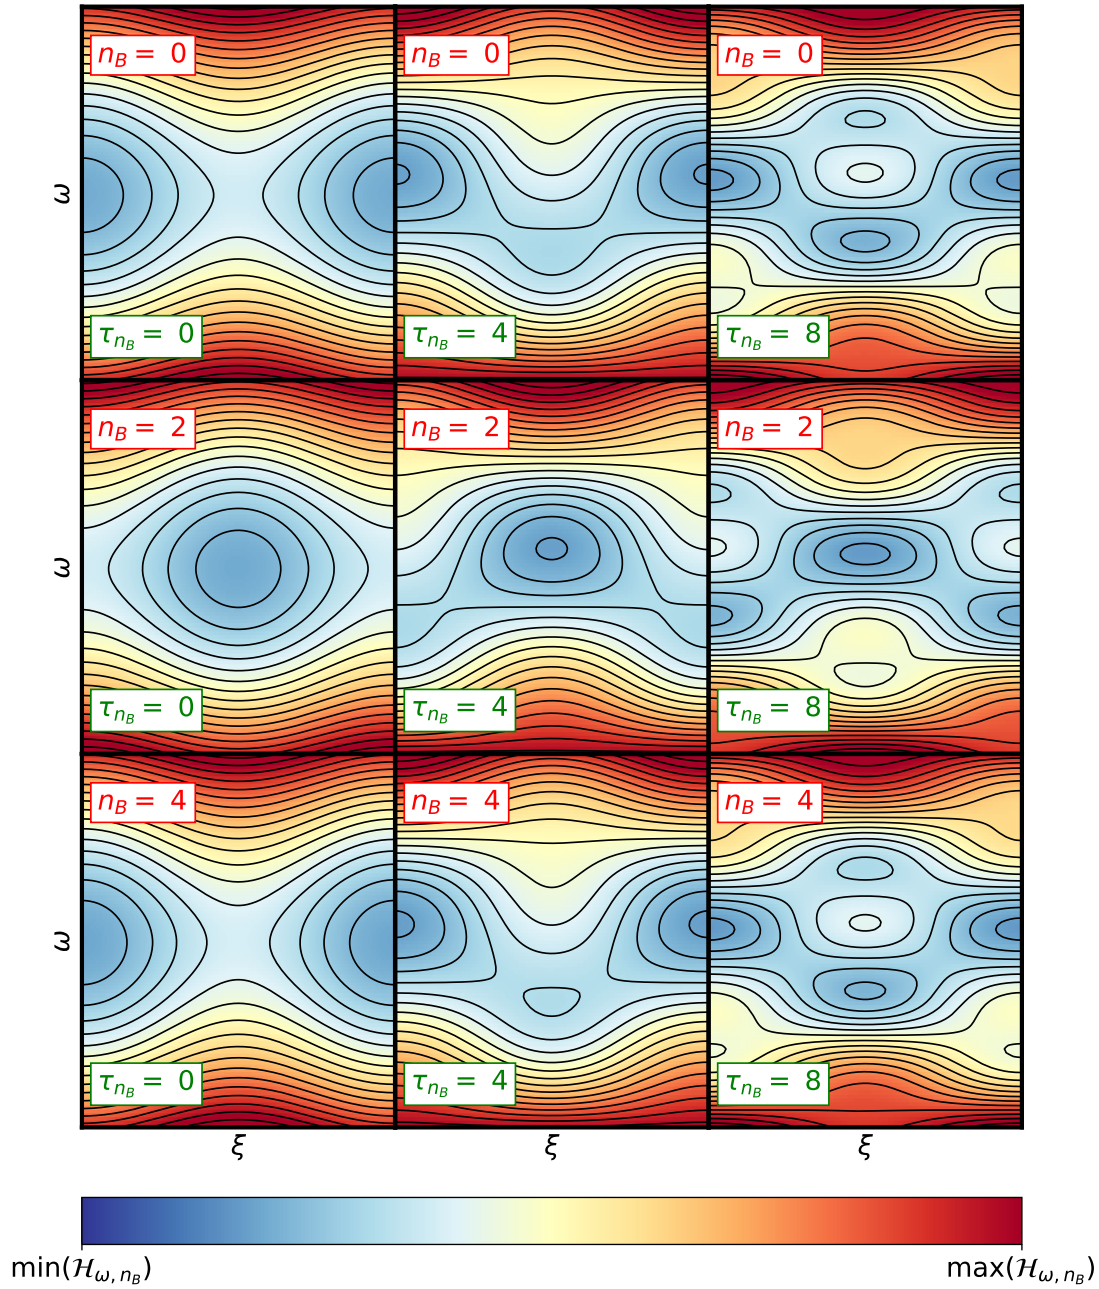 n_B = 0
n_B = 0
n_B = 0
ω
τ_{n_B} = 0
τ_{n_B} = 4
τ_{n_B} = 8
n_B = 2
n_B = 2
n_B = 2
ω
τ_{n_B} = 0
τ_{n_B} = 4
τ_{n_B} = 8
n_B = 4
n_B = 4
n_B = 4
ω
τ_{n_B} = 0
τ_{n_B} = 4
τ_{n_B} = 8
ξ ξ ξ
min(ℋ_{ω, n_B}) max(ℋ_{ω, n_B})